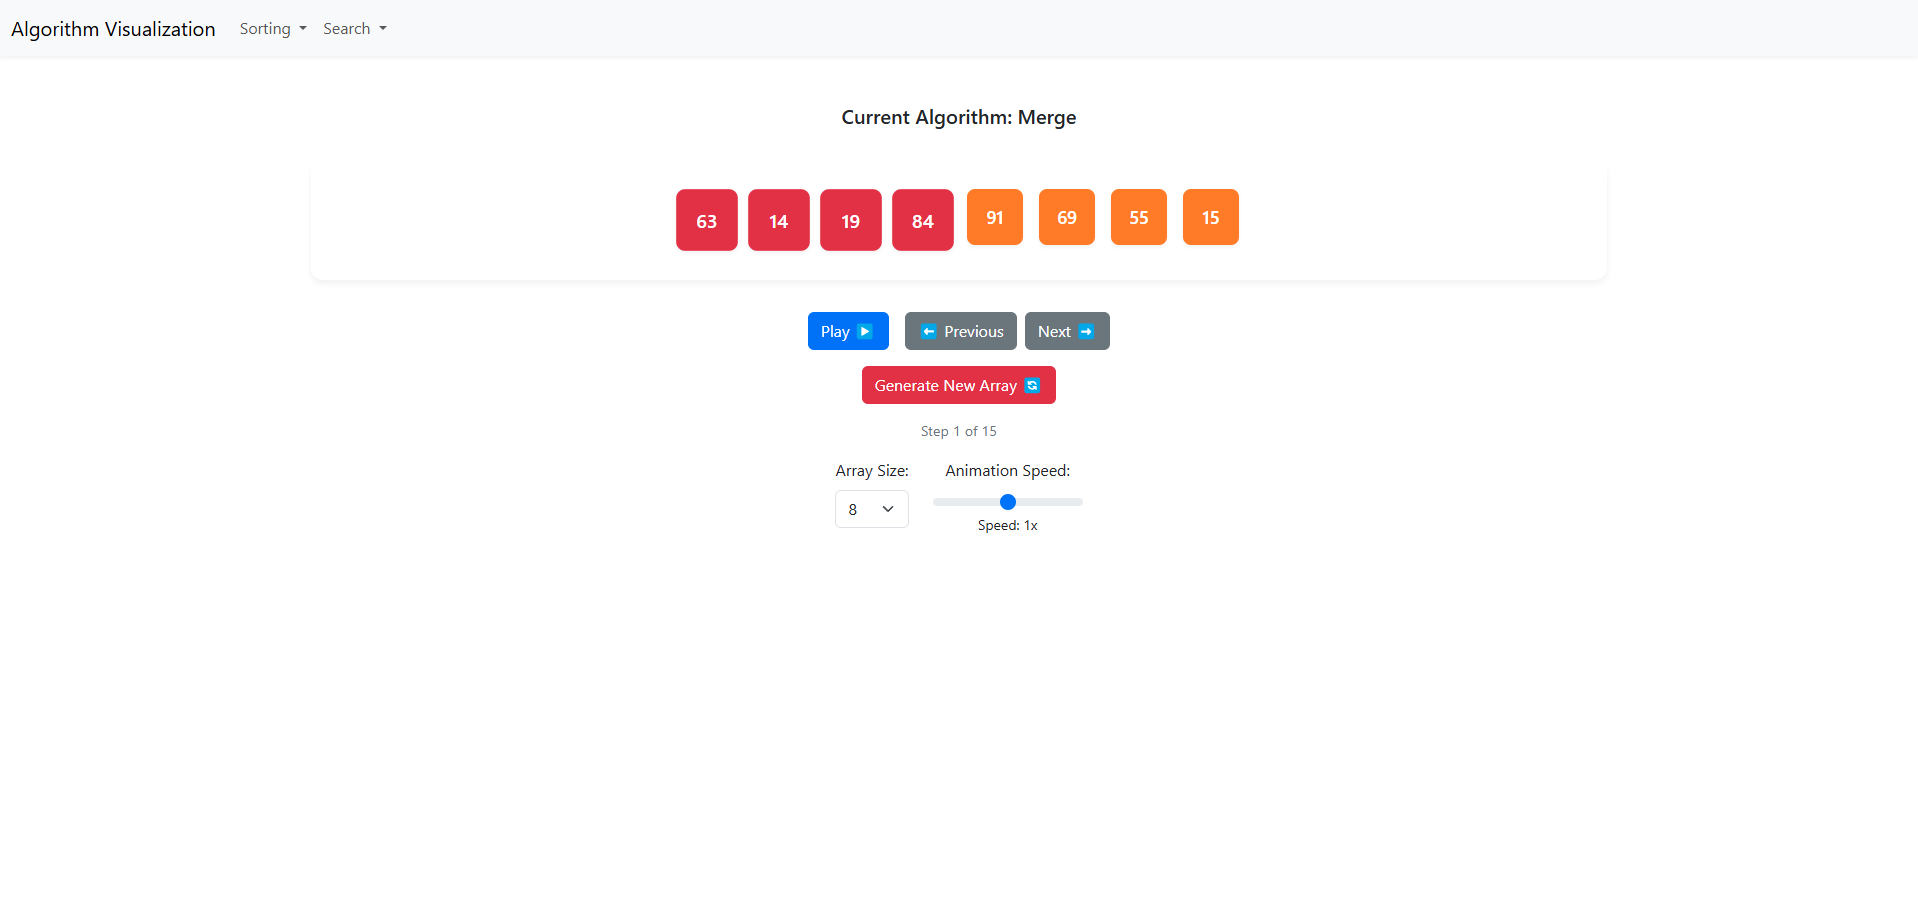 Algorithm Visualization Sorting Search
Current Algorithm: Merge
63 14 19 84 91 69 55 15
Play Previous Next
Generate New Array
Step 1 of 15
Array Size: Animation Speed:
8
Speed: 1x